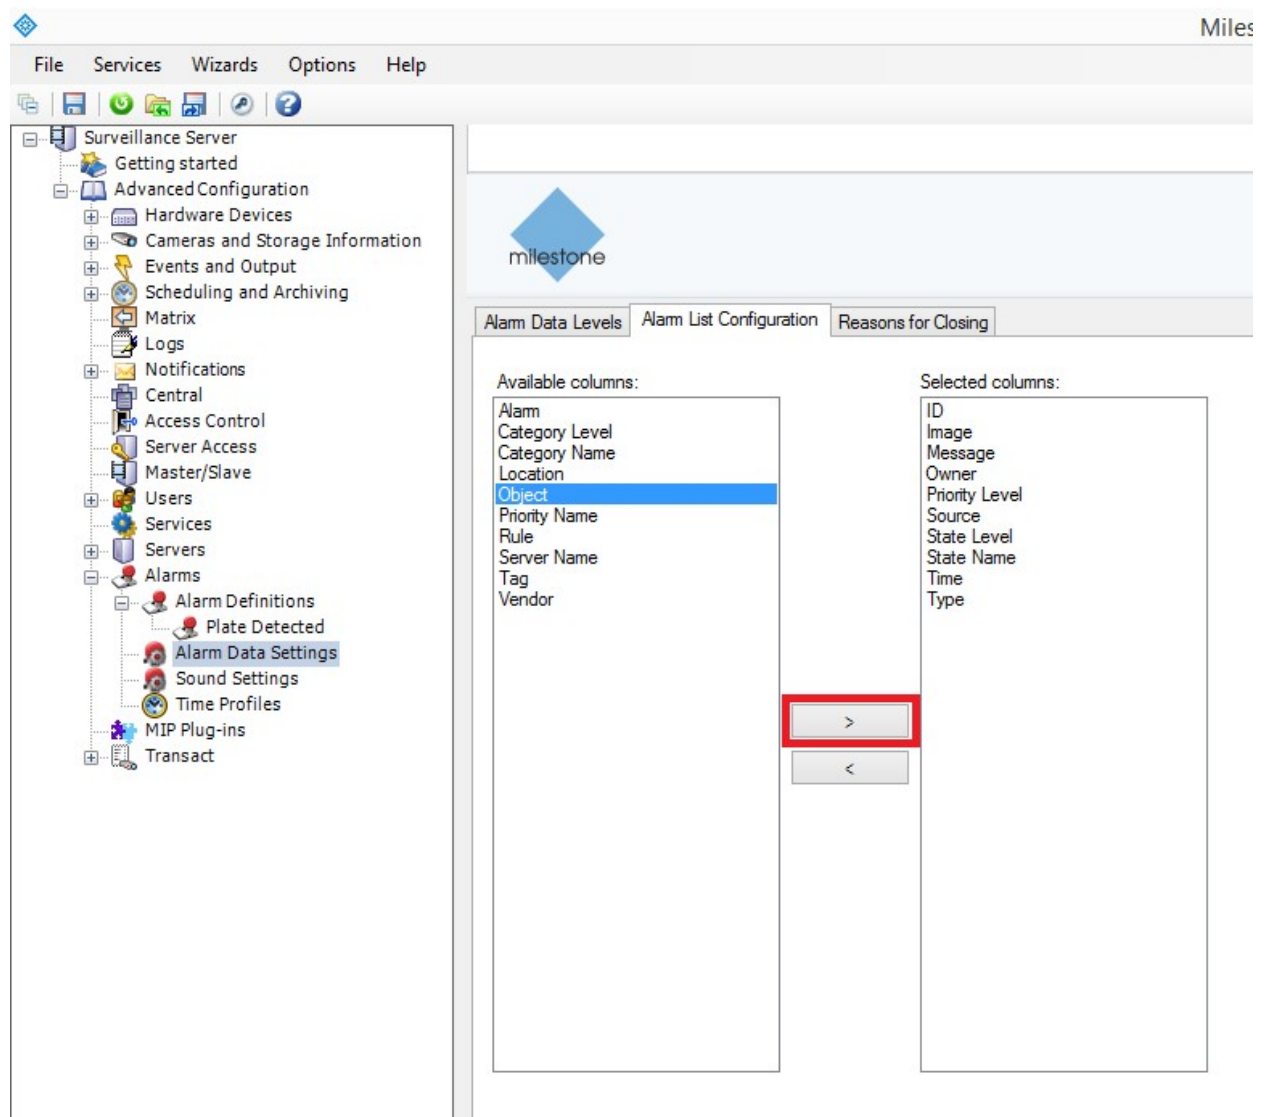 Miles
File Services Wizards Options Help
Surveillance Server
Getting started
Advanced Configuration
Hardware Devices
Cameras and Storage Information
Events and Output
Scheduling and Archiving
Matrix
Logs
Notifications
Central
Access Control
Server Access
Master/Slave
Users
Services
Servers
Alarms
Alarm Definitions
Plate Detected
Alarm Data Settings
Sound Settings
Time Profiles
MIP Plug-ins
Transact
milestone
Alarm Data Levels Alarm List Configuration Reasons for Closing
Available columns:
Alarm
Category Level
Category Name
Location
Object
Priority Name
Rule
Server Name
Tag
Vendor
>
<
Selected columns:
ID
Image
Message
Owner
Priority Level
Source
State Level
State Name
Time
Type